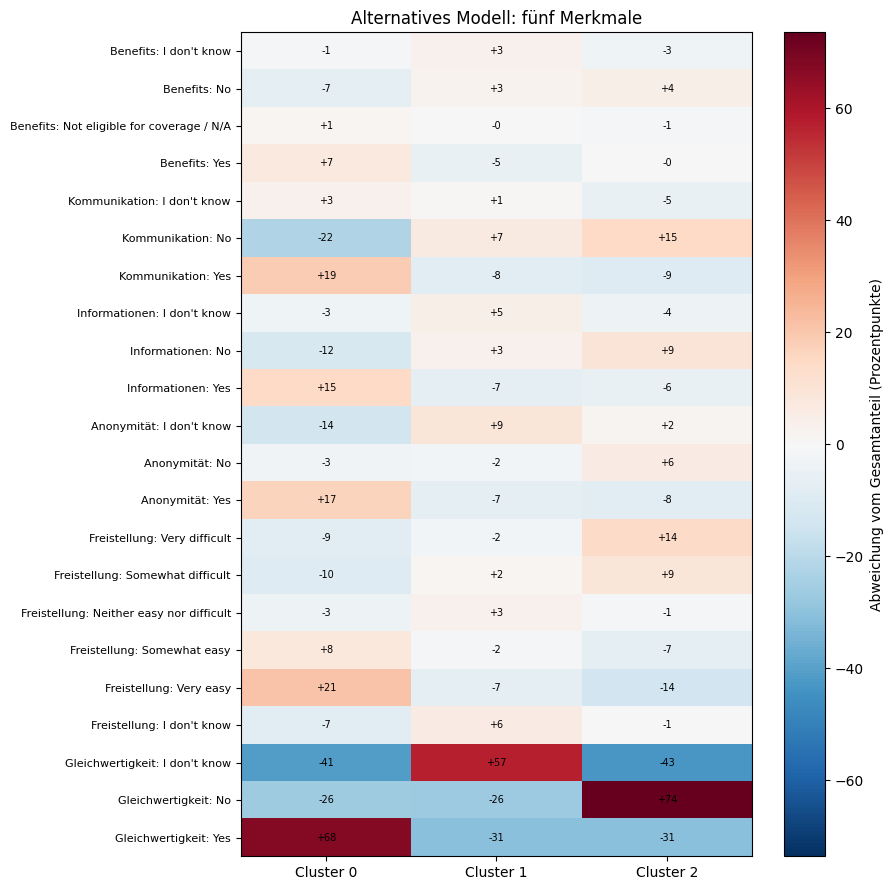 Alternatives Modell: fünf Merkmale
Benefits: I don't know -1 +3 -3
Benefits: No -7 +3 +4
Benefits: Not eligible for coverage / N/A +1 -0 -1
Benefits: Yes +7 -5 -0
Kommunikation: I don't know +3 +1 -5
Kommunikation: No -22 +7 +15
Kommunikation: Yes +19 -8 -9
Informationen: I don't know -3 +5 -4
Informationen: No -12 +3 +9
Informationen: Yes +15 -7 -6
Anonymität: I don't know -14 +9 +2
Anonymität: No -3 -2 +6
Anonymität: Yes +17 -7 -8
Freistellung: Very difficult -9 -2 +14
Freistellung: Somewhat difficult -10 +2 +9
Freistellung: Neither easy nor difficult -3 +3 -1
Freistellung: Somewhat easy +8 -2 -7
Freistellung: Very easy +21 -7 -14
Freistellung: I don't know -7 +6 -1
Gleichwertigkeit: I don't know -41 +57 -43
Gleichwertigkeit: No -26 -26 +74
Gleichwertigkeit: Yes +68 -31 -31
Cluster 0 Cluster 1 Cluster 2
60
40
20
0
−20
−40
−60
Abweichung vom Gesamtanteil (Prozentpunkte)